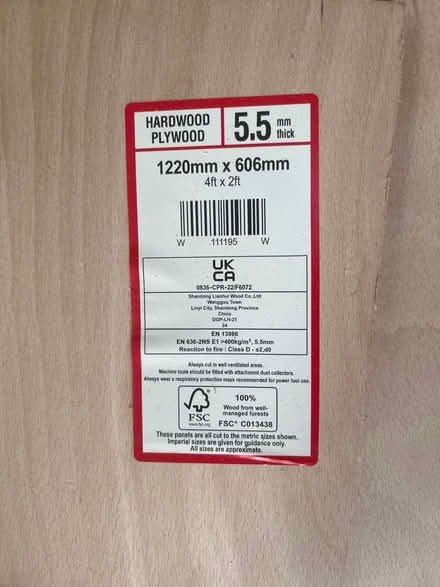 HARDWOOD
PLYWOOD
5.5 mm
thick
1220mm x 606mm
4ft x 2ft
W 111195 W
UK
CA
0836-CPR-22/F6072
Shandong Lianhui Wood Co.,Ltd
Wanggou Town
Linyi City, Shandong Province
China
DOP-LH-21
24
EN 13986
EN 636-2NS E1 >400kg/m³, 5.5mm
Reaction to fire : Class D - s2,d0
Always cut in well ventilated areas.
Machine tools should be fitted with attachment dust collectors.
Always wear a respiratory protection mask recommended for power tool use.
FSC
www.fsc.org
100%
Wood from well-
managed forests
FSC® C013438
These panels are all cut to the metric sizes shown.
Imperial sizes are given for guidance only.
All sizes are approximate.